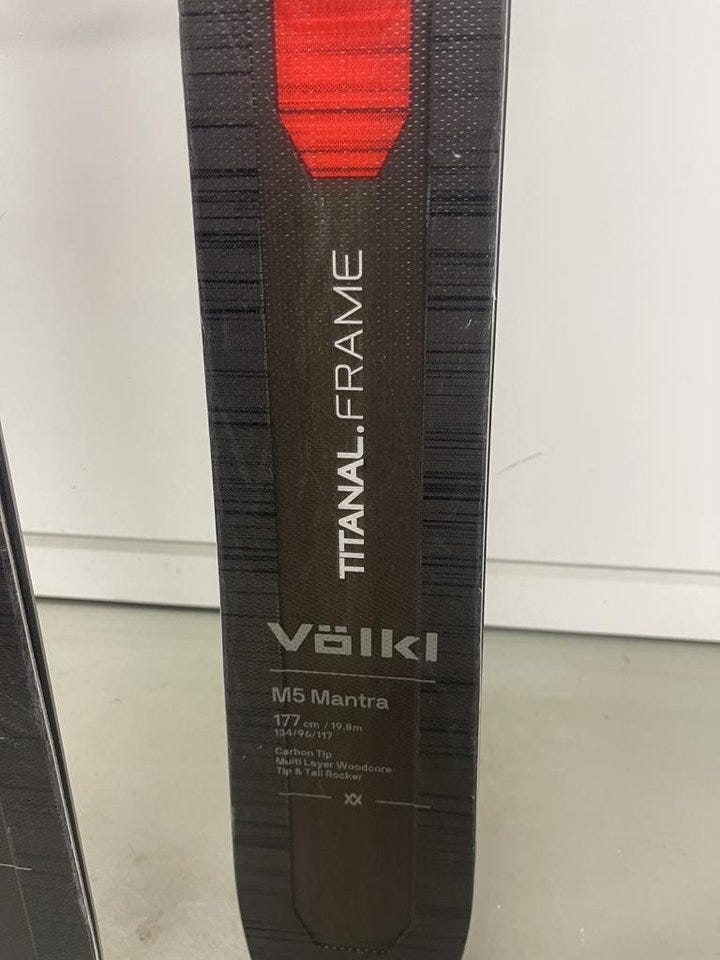 TITANAL.FRAME
Völkl
M5 Mantra
177 cm / 19.8m
134/96/117
Carbon Tip
Multi Layer Woodcore
Tip & Tail Rocker